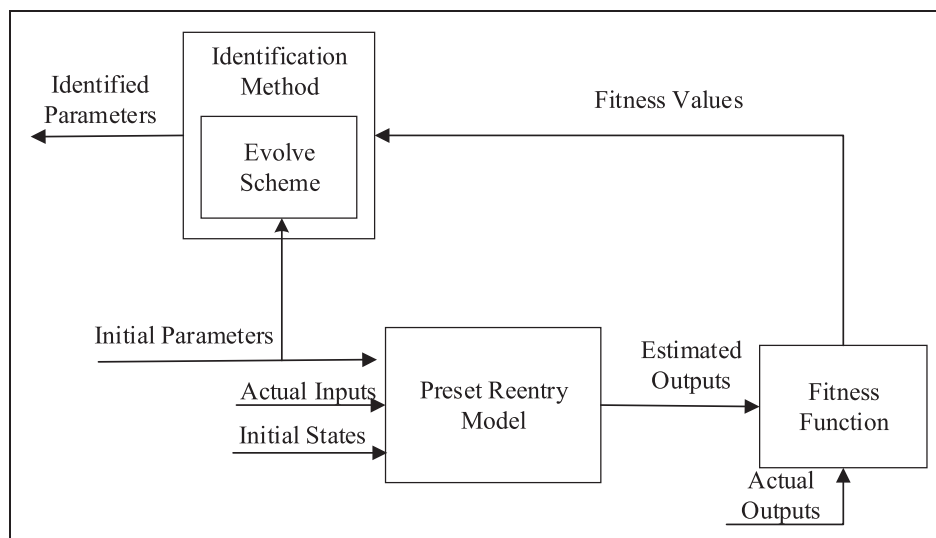 Identification
Method
Identified
Parameters
Fitness Values
Evolve
Scheme
Initial Parameters
Actual Inputs
Initial States
Preset Reentry
Model
Estimated
Outputs
Fitness
Function
Actual
Outputs